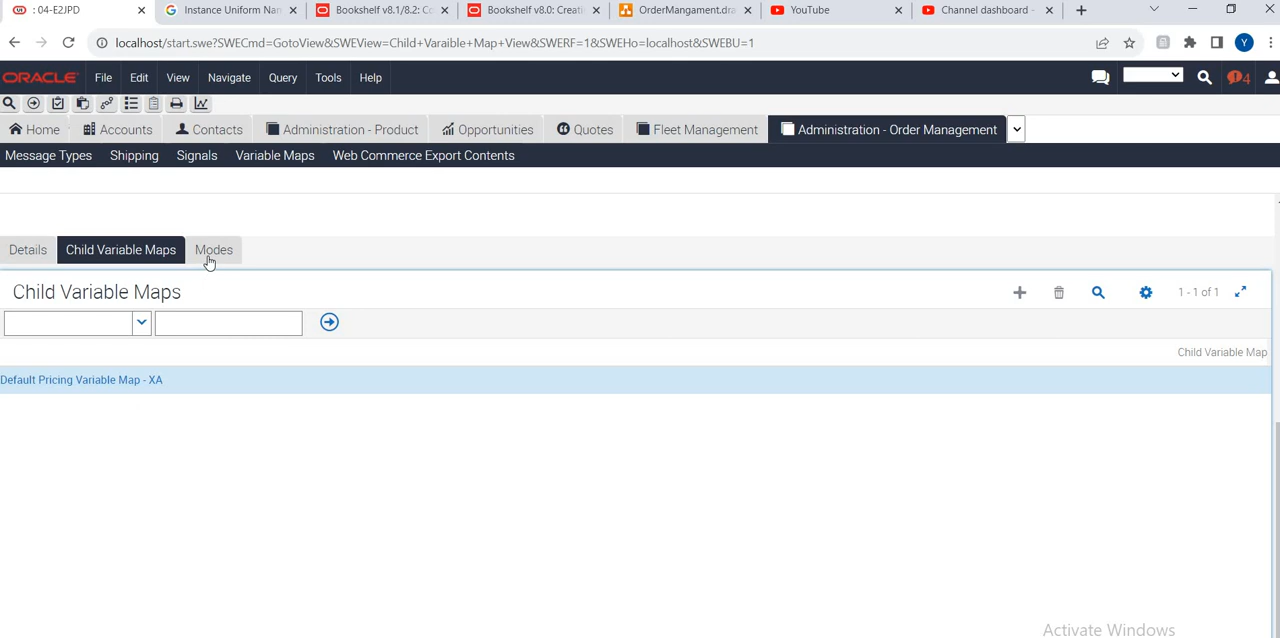 : 04-E2JPD
Instance Uniform Nan
Bookshelf v8.1/8.2: Co
Bookshelf v8.0: Creati
OrderMangament.dra
YouTube
Channel dashboard -
localhost/start.swe?SWECmd=GotoView&SWEView=Child+Varaible+Map+View&SWERF=1&SWEHo=localhost&SWEBU=1
Y
ORACLE File Edit View Navigate Query Tools Help 4
Home Accounts Contacts Administration - Product Opportunities Quotes Fleet Management Administration - Order Management
Message Types Shipping Signals Variable Maps Web Commerce Export Contents
Details Child Variable Maps Modes
Child Variable Maps 1 - 1 of 1
Child Variable Map
Default Pricing Variable Map - XA
Activate Windows